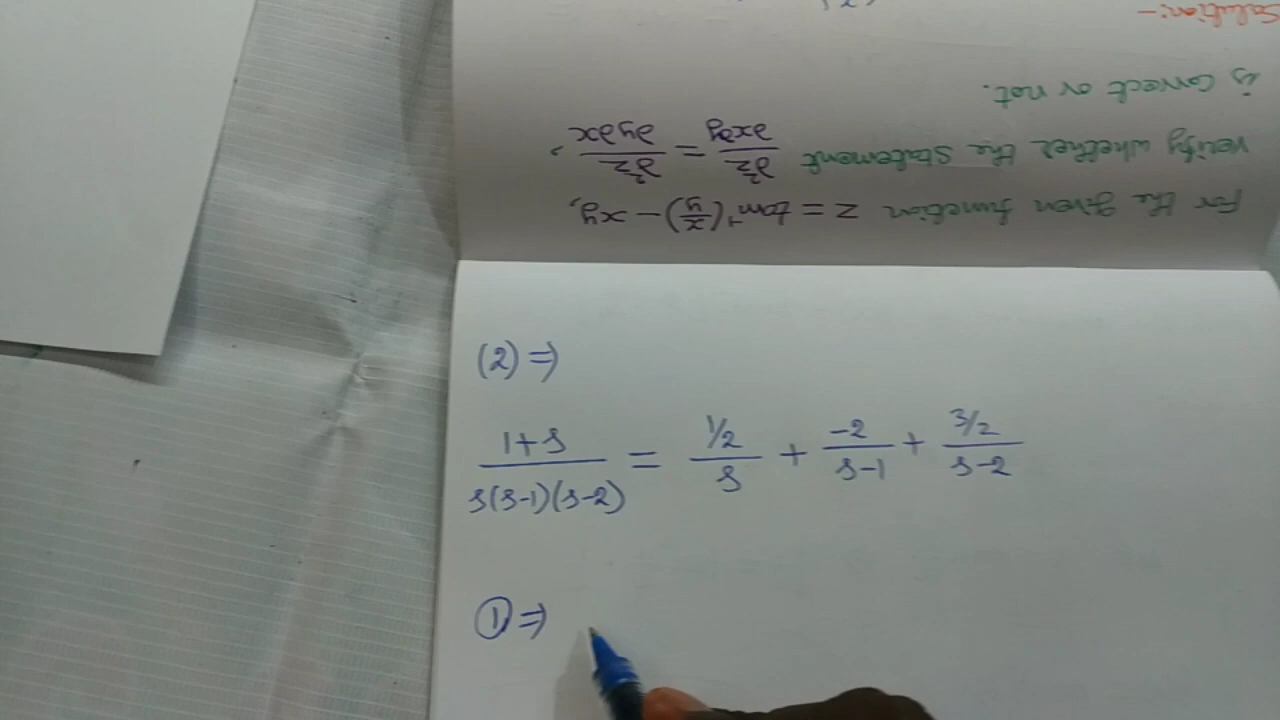 (2) ⇒
1+s / s(s-1)(s-2) = 1/2 / s + -2 / s-1 + 3/2 / s-2
① ⇒
For the given function z = tan⁻¹(x/y) - xy,
verify whether the statement ∂²z/∂x∂y = ∂²z/∂y∂x,
is correct or not.
Solution:-